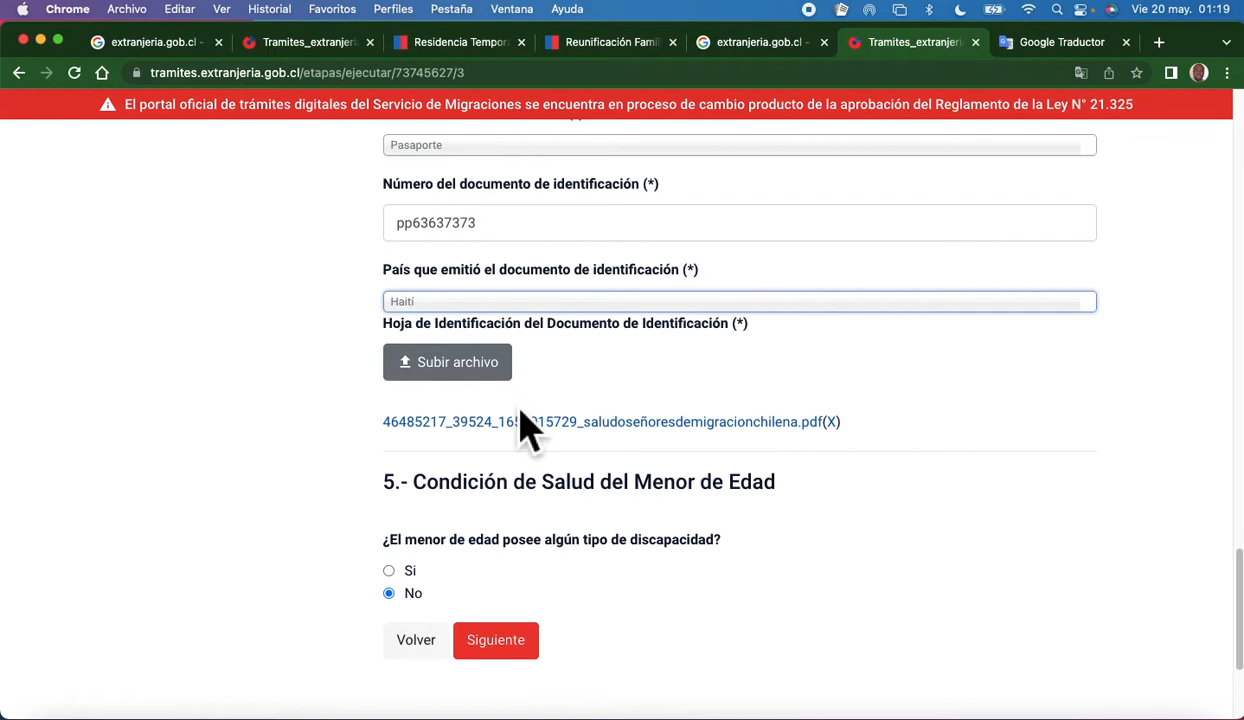 Chrome Archivo Editar Ver Historial Favoritos Perfiles Pestaña Ventana Ayuda Vie 20 may. 01:19
extranjeria.gob.cl - Tramites_extranjeri Residencia Tempora Reunificación Famili extranjeria.gob.cl - Tramites_extranjeri Google Traductor
tramites.extranjeria.gob.cl/etapas/ejecutar/73745627/3
El portal oficial de trámites digitales del Servicio de Migraciones se encuentra en proceso de cambio producto de la aprobación del Reglamento de la Ley N° 21.325
Pasaporte
Número del documento de identificación (*)
pp63637373
País que emitió el documento de identificación (*)
Haití
Hoja de Identificación del Documento de Identificación (*)
Subir archivo
46485217_39524_165 015729_saludoseñoresdemigracionchilena.pdf(X)
5.- Condición de Salud del Menor de Edad
¿El menor de edad posee algún tipo de discapacidad?
Si
No
Volver Siguiente